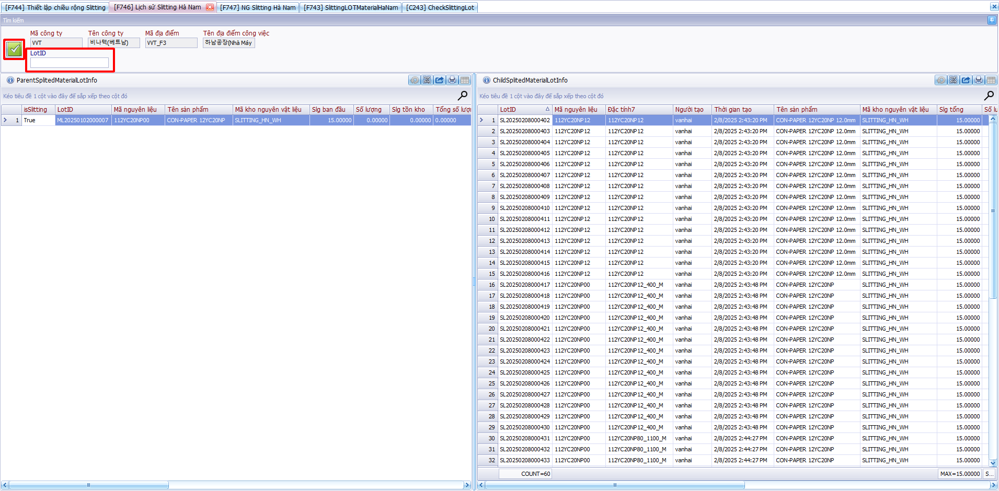 [F744] Thiết lập chiều rộng Slitting [F746] Lịch sử Slitting Hà Nam [F747] NG Slitting Hà Nam [F743] SlittingLOTMaterialHaNam [C243] CheckSlittingLot
Tìm kiếm
Mã công ty Tên công ty Mã địa điểm Tên địa điểm công việc
VVT 비나텍(베트남) VVT_F3 하남공장(Nhà Máy
LotID
ParentSplitedMaterialLotInfo
Kéo tiêu đề 1 cột vào đây để sắp xếp theo cột đó
isSlitting LotID Mã nguyên liệu Tên sản phẩm Mã kho nguyên vật liệu Slg ban đầu Số lượng Slg tồn kho Tổng số lượn
1 True ML20250102000007 112YC20NP00 CON-PAPER 12YC20NP SLITTING_HN_WH 15.00000 0.00000 0.00000 0.00000
ChildSplitedMaterialLotInfo
Kéo tiêu đề 1 cột vào đây để sắp xếp theo cột đó
LotID Mã nguyên liệu Đặc tính7 Người tạo Thời gian tạo Tên sản phẩm Mã kho nguyên vật liệu Slg tổng Số lư
1 SL20250208000402 112YC20NP12 112YC20NP12 vanhai 2/8/2025 2:43:20 PM CON-PAPER 12YC20NP 12.0mm SLITTING_HN_WH 15.00000
2 SL20250208000403 112YC20NP12 112YC20NP12 vanhai 2/8/2025 2:43:20 PM CON-PAPER 12YC20NP 12.0mm SLITTING_HN_WH 15.00000
3 SL20250208000404 112YC20NP12 112YC20NP12 vanhai 2/8/2025 2:43:20 PM CON-PAPER 12YC20NP 12.0mm SLITTING_HN_WH 15.00000
4 SL20250208000405 112YC20NP12 112YC20NP12 vanhai 2/8/2025 2:43:20 PM CON-PAPER 12YC20NP 12.0mm SLITTING_HN_WH 15.00000
5 SL20250208000406 112YC20NP12 112YC20NP12 vanhai 2/8/2025 2:43:20 PM CON-PAPER 12YC20NP 12.0mm SLITTING_HN_WH 15.00000
6 SL20250208000407 112YC20NP12 112YC20NP12 vanhai 2/8/2025 2:43:20 PM CON-PAPER 12YC20NP 12.0mm SLITTING_HN_WH 15.00000
7 SL20250208000408 112YC20NP12 112YC20NP12 vanhai 2/8/2025 2:43:20 PM CON-PAPER 12YC20NP 12.0mm SLITTING_HN_WH 15.00000
8 SL20250208000409 112YC20NP12 112YC20NP12 vanhai 2/8/2025 2:43:20 PM CON-PAPER 12YC20NP 12.0mm SLITTING_HN_WH 15.00000
9 SL20250208000410 112YC20NP12 112YC20NP12 vanhai 2/8/2025 2:43:20 PM CON-PAPER 12YC20NP 12.0mm SLITTING_HN_WH 15.00000
10 SL20250208000411 112YC20NP12 112YC20NP12 vanhai 2/8/2025 2:43:20 PM CON-PAPER 12YC20NP 12.0mm SLITTING_HN_WH 15.00000
11 SL20250208000412 112YC20NP12 112YC20NP12 vanhai 2/8/2025 2:43:20 PM CON-PAPER 12YC20NP 12.0mm SLITTING_HN_WH 15.00000
12 SL20250208000413 112YC20NP12 112YC20NP12 vanhai 2/8/2025 2:43:20 PM CON-PAPER 12YC20NP 12.0mm SLITTING_HN_WH 15.00000
13 SL20250208000414 112YC20NP12 112YC20NP12 vanhai 2/8/2025 2:43:20 PM CON-PAPER 12YC20NP 12.0mm SLITTING_HN_WH 15.00000
14 SL20250208000415 112YC20NP12 112YC20NP12 vanhai 2/8/2025 2:43:20 PM CON-PAPER 12YC20NP 12.0mm SLITTING_HN_WH 15.00000
15 SL20250208000416 112YC20NP12 112YC20NP12 vanhai 2/8/2025 2:43:20 PM CON-PAPER 12YC20NP 12.0mm SLITTING_HN_WH 15.00000
16 SL20250208000417 112YC20NP00 112YC20NP12_400_M vanhai 2/8/2025 2:43:48 PM CON-PAPER 12YC20NP SLITTING_HN_WH 15.00000
17 SL20250208000418 112YC20NP00 112YC20NP12_400_M vanhai 2/8/2025 2:43:48 PM CON-PAPER 12YC20NP SLITTING_HN_WH 15.00000
18 SL20250208000419 112YC20NP00 112YC20NP12_400_M vanhai 2/8/2025 2:43:48 PM CON-PAPER 12YC20NP SLITTING_HN_WH 15.00000
19 SL20250208000420 112YC20NP00 112YC20NP12_400_M vanhai 2/8/2025 2:43:48 PM CON-PAPER 12YC20NP SLITTING_HN_WH 15.00000
20 SL20250208000421 112YC20NP00 112YC20NP12_400_M vanhai 2/8/2025 2:43:48 PM CON-PAPER 12YC20NP SLITTING_HN_WH 15.00000
21 SL20250208000422 112YC20NP00 112YC20NP12_400_M vanhai 2/8/2025 2:43:48 PM CON-PAPER 12YC20NP SLITTING_HN_WH 15.00000
22 SL20250208000423 112YC20NP00 112YC20NP12_400_M vanhai 2/8/2025 2:43:48 PM CON-PAPER 12YC20NP SLITTING_HN_WH 15.00000
23 SL20250208000424 112YC20NP00 112YC20NP12_400_M vanhai 2/8/2025 2:43:48 PM CON-PAPER 12YC20NP SLITTING_HN_WH 15.00000
24 SL20250208000425 112YC20NP00 112YC20NP12_400_M vanhai 2/8/2025 2:43:48 PM CON-PAPER 12YC20NP SLITTING_HN_WH 15.00000
25 SL20250208000426 112YC20NP00 112YC20NP12_400_M vanhai 2/8/2025 2:43:48 PM CON-PAPER 12YC20NP SLITTING_HN_WH 15.00000
26 SL20250208000427 112YC20NP00 112YC20NP12_400_M vanhai 2/8/2025 2:43:48 PM CON-PAPER 12YC20NP SLITTING_HN_WH 15.00000
27 SL20250208000428 112YC20NP00 112YC20NP12_400_M vanhai 2/8/2025 2:43:48 PM CON-PAPER 12YC20NP SLITTING_HN_WH 15.00000
28 SL20250208000429 112YC20NP00 112YC20NP12_400_M vanhai 2/8/2025 2:43:48 PM CON-PAPER 12YC20NP SLITTING_HN_WH 15.00000
29 SL20250208000430 112YC20NP00 112YC20NP12_400_M vanhai 2/8/2025 2:43:48 PM CON-PAPER 12YC20NP SLITTING_HN_WH 15.00000
30 SL20250208000431 112YC20NP00 112YC20NP80_1100_M vanhai 2/8/2025 2:44:27 PM CON-PAPER 12YC20NP SLITTING_HN_WH 15.00000
31 SL20250208000432 112YC20NP00 112YC20NP80_1100_M vanhai 2/8/2025 2:44:27 PM CON-PAPER 12YC20NP SLITTING_HN_WH 15.00000
32 SL20250208000433 112YC20NP00 112YC20NP80_1100_M vanhai 2/8/2025 2:44:27 PM CON-PAPER 12YC20NP SLITTING_HN_WH 15.00000
COUNT=60 MAX=15.00000 S...